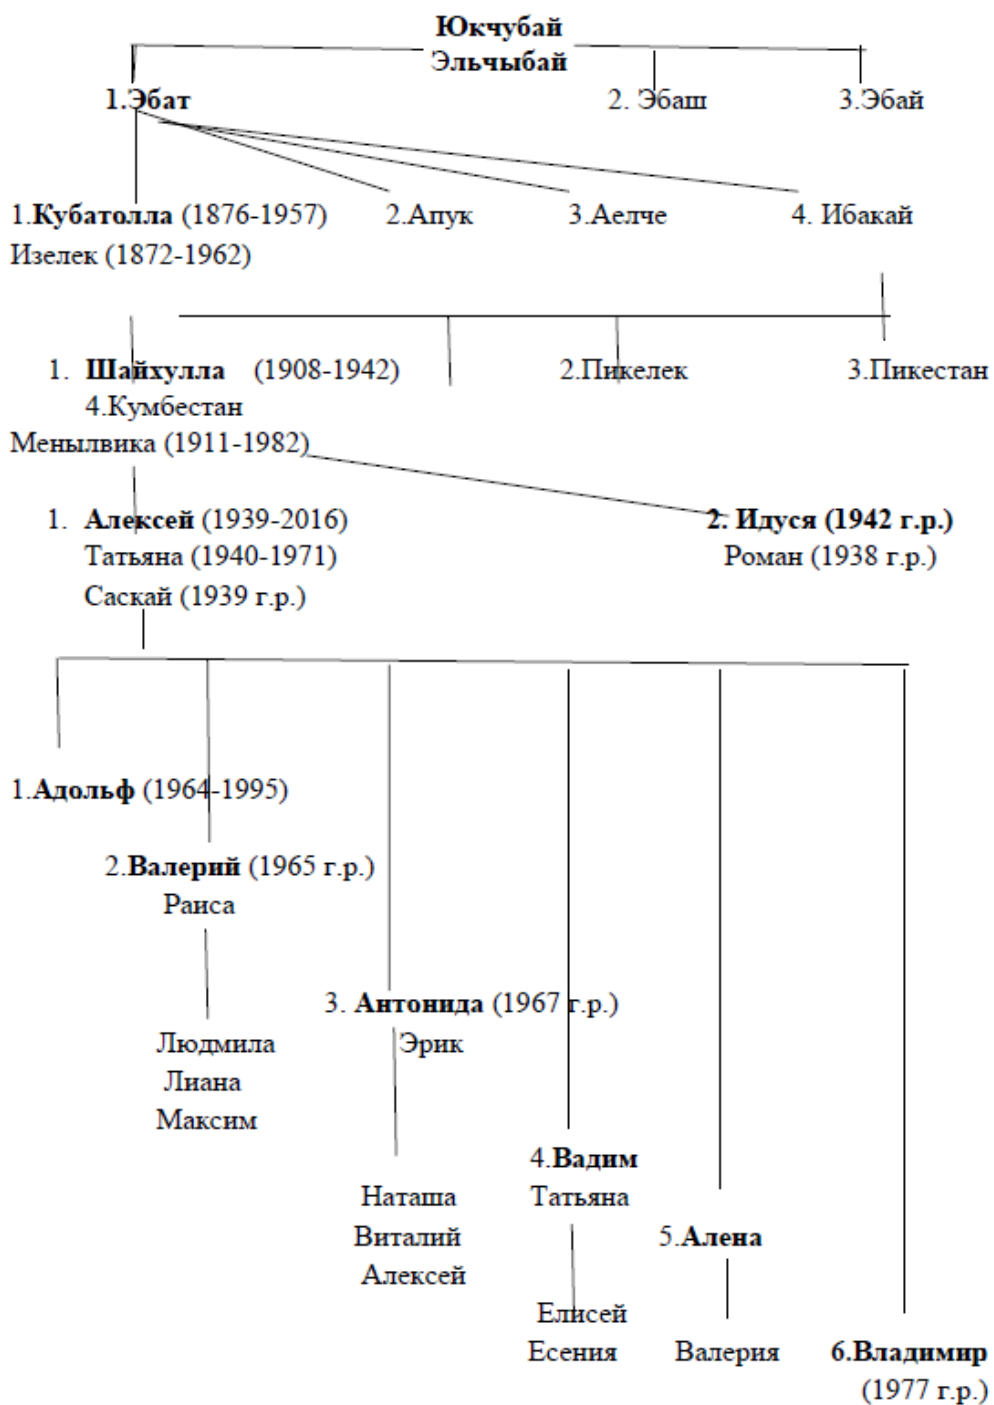 Юкчубай
Эльчыбай
1.Эбат 2. Эбаш 3.Эбай
1.Кубатолла (1876-1957) 2.Апук 3.Аелче 4. Ибакай
Изелек (1872-1962)
1. Шайхулла (1908-1942) 2.Пикелек 3.Пикестан
4.Кумбестан
Менылвика (1911-1982)
1. Алексей (1939-2016) 2. Идуся (1942 г.р.)
Татьяна (1940-1971) Роман (1938 г.р.)
Саскай (1939 г.р.)
1.Адольф (1964-1995)
2.Валерий (1965 г.р.)
Раиса
3. Антонида (1967 г.р.)
Людмила Эрик
Лиана
Максим
4.Вадим
Наташа Татьяна
Виталий 5.Алена
Алексей
Елисей
Есения Валерия 6.Владимир
(1977 г.р.)